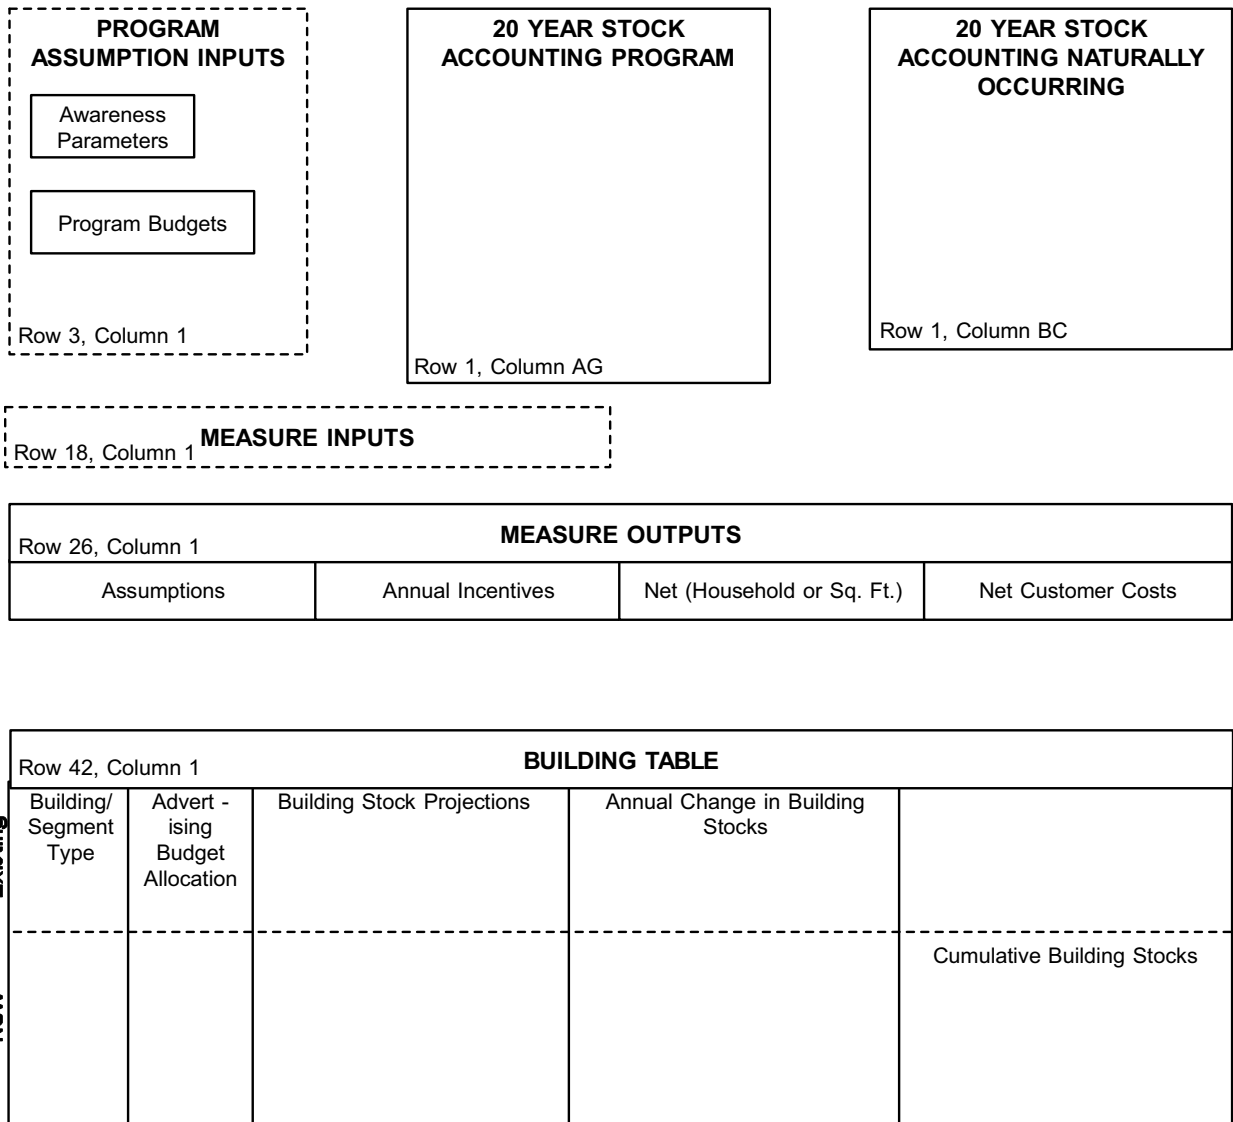 PROGRAM
ASSUMPTION INPUTS
Awareness
Parameters
Program Budgets
Row 3, Column 1
20 YEAR STOCK
ACCOUNTING PROGRAM
Row 1, Column AG
20 YEAR STOCK
ACCOUNTING NATURALLY
OCCURRING
Row 1, Column BC
MEASURE INPUTS
Row 18, Column 1
MEASURE OUTPUTS
Row 26, Column 1
Assumptions
Annual Incentives
Net (Household or Sq. Ft.)
Net Customer Costs
BUILDING TABLE
Row 42, Column 1
Building/
Segment
Type
Advert -
ising
Budget
Allocation
Building Stock Projections
Annual Change in Building
Stocks
Cumulative Building Stocks